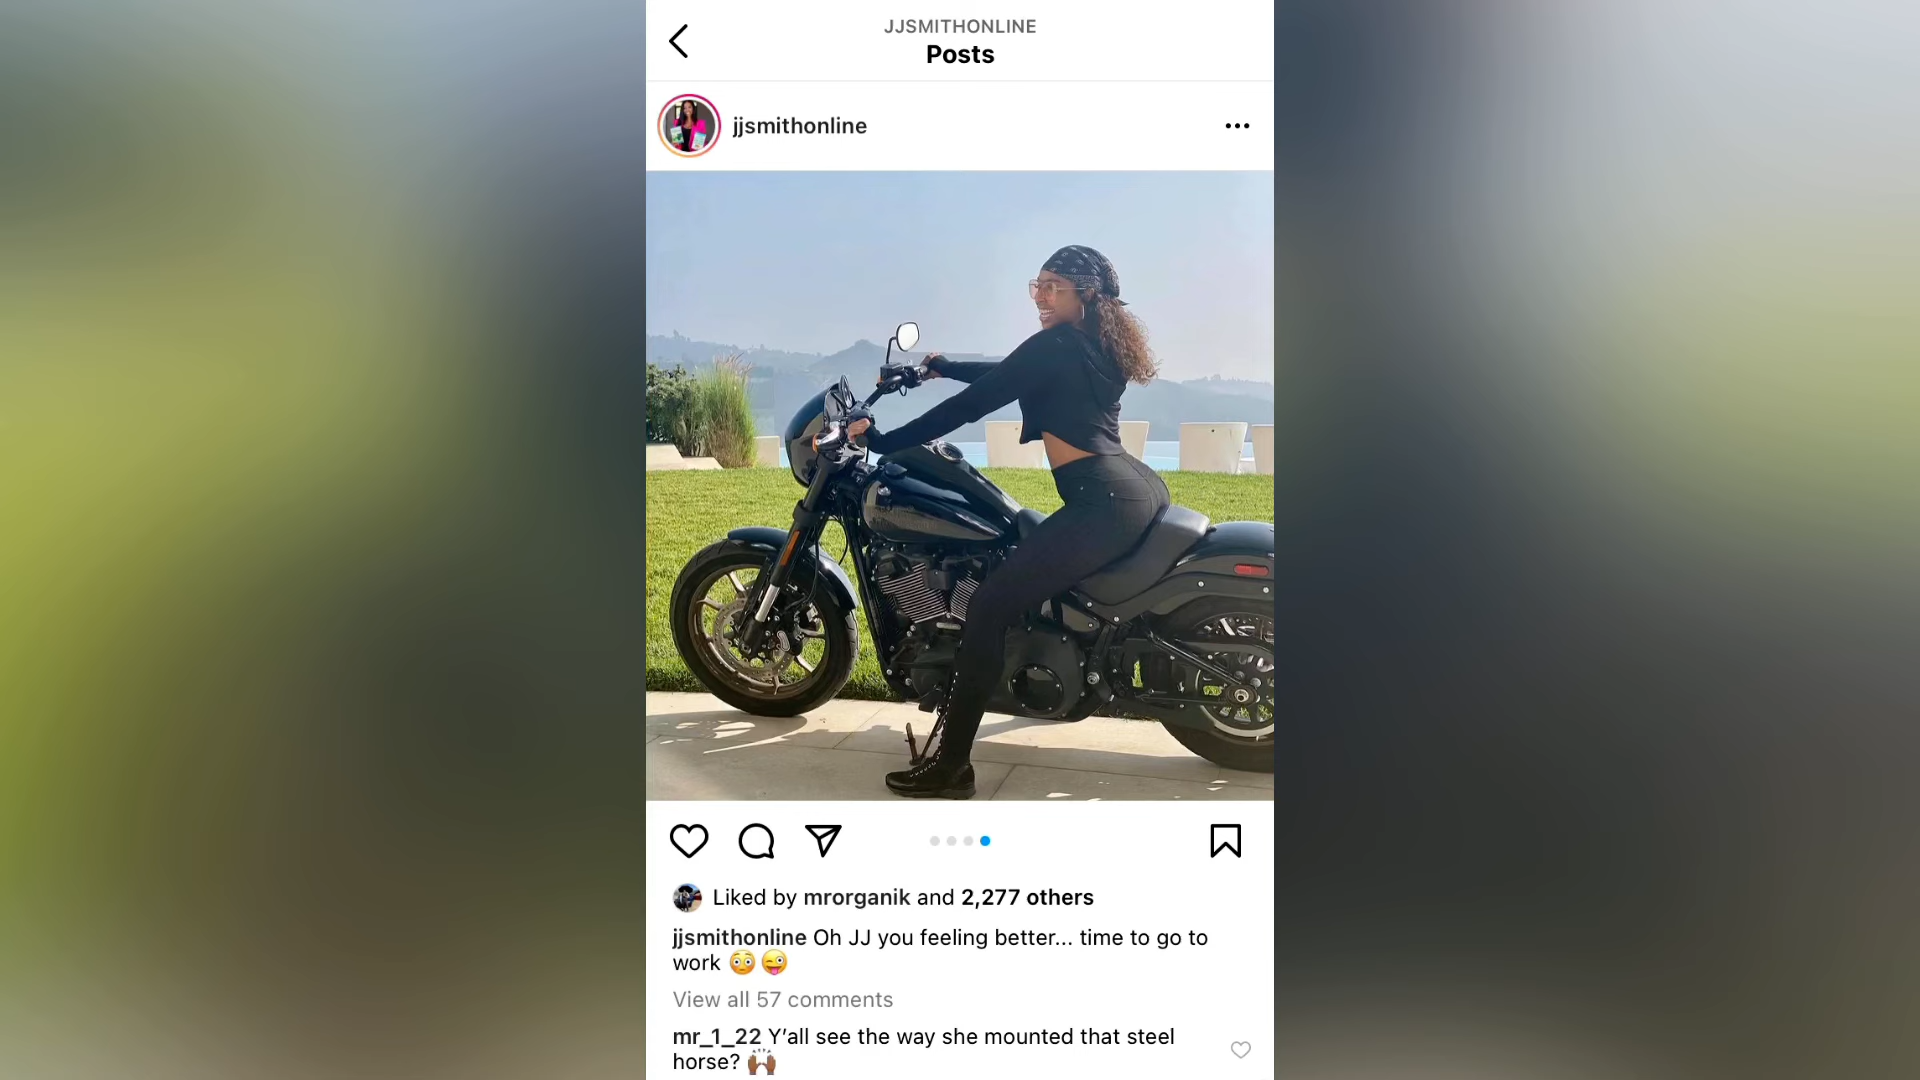 JJSMITHONLINE
Posts
jjsmithonline
Liked by mrorganik and 2,277 others
jjsmithonline Oh JJ you feeling better... time to go to
work 😳😜
View all 57 comments
mr_1_22 Y’all see the way she mounted that steel
horse? 🙌🏾